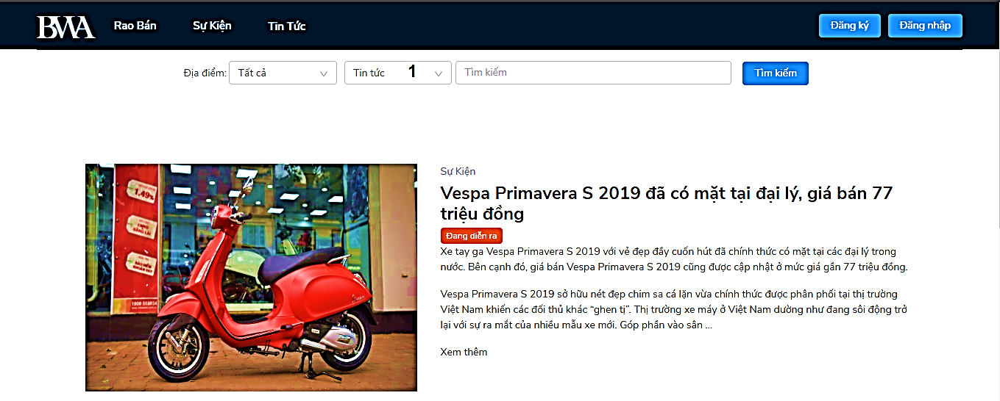 BWA Rao Bán Sự Kiện Tin Tức Đăng ký Đăng nhập
Địa điểm: Tất cả Tin tức 1 Tìm kiếm Tìm kiếm
Sự Kiện
Vespa Primavera S 2019 đã có mặt tại đại lý, giá bán 77
triệu đồng
Đang diễn ra
Xe tay ga Vespa Primavera S 2019 với vẻ đẹp đầy cuốn hút đã chính thức có mặt tại các đại lý trong
nước. Bên cạnh đó, giá bán Vespa Primavera S 2019 cũng được cập nhật ở mức giá gần 77 triệu đồng.
Vespa Primavera S 2019 sở hữu nét đẹp chim sa cá lặn vừa chính thức được phân phối tại thị trường
Việt Nam khiến các đối thủ khác “ghen tị”. Thị trường xe máy ở Việt Nam dường như đang sôi động trở
lại với sự ra mắt của nhiều mẫu xe mới. Góp phần vào sân ...
Xem thêm
1.49%
BẰNG LÁI
BẢO HIỂM
KHOẢN VAY